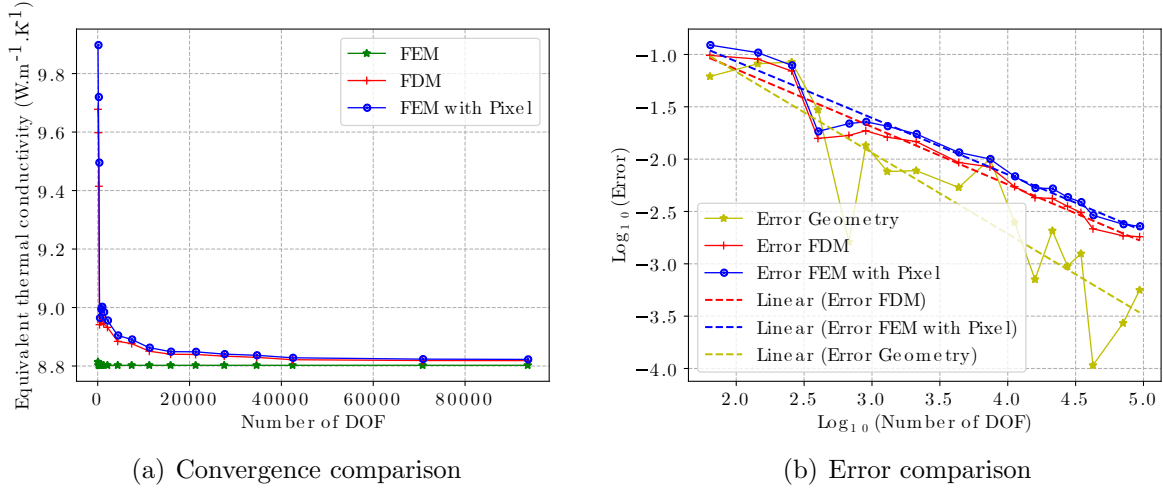 Equivalent thermal conductivity (W.m⁻¹.K⁻¹)
9.8
9.6
9.4
9.2
9.0
8.8
FEM
FDM
FEM with Pixel
0 20000 40000 60000 80000
Number of DOF
(a) Convergence comparison
Log₁₀(Error)
−1.0
−1.5
−2.0
−2.5
−3.0
−3.5
−4.0
Error Geometry
Error FDM
Error FEM with Pixel
Linear (Error FDM)
Linear (Error FEM with Pixel)
Linear (Error Geometry)
2.0 2.5 3.0 3.5 4.0 4.5 5.0
Log₁₀(Number of DOF)
(b) Error comparison